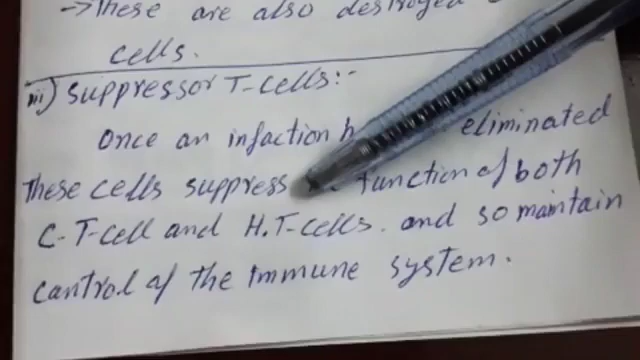 →These are also destroyed
cells.
iii) Suppressor T-cells:-
Once an infaction eliminated
These cells suppress function of both
C-T-cell and H.T-cells. and so maintain
cantrol of the immune system.